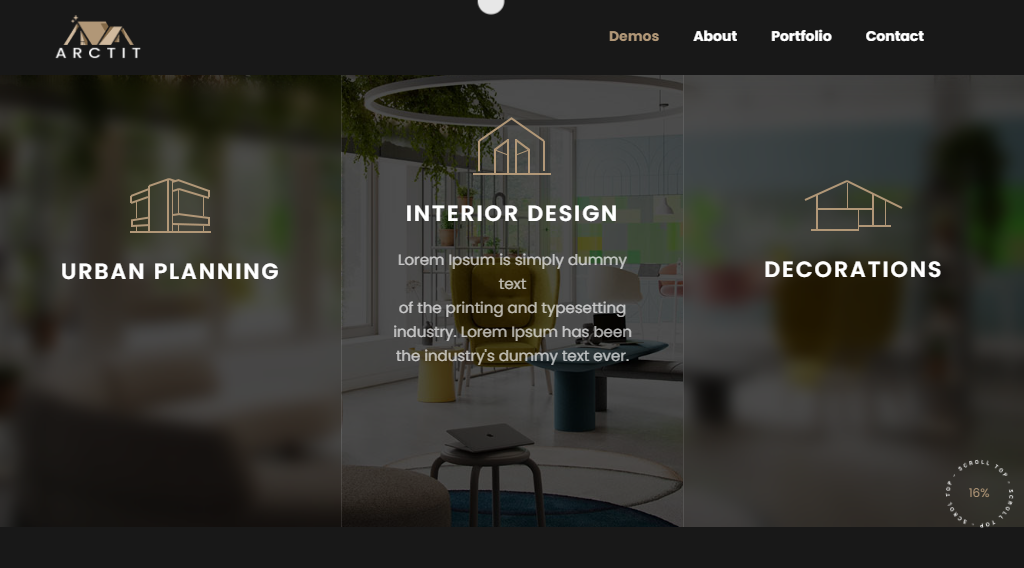 ARCTIT
Demos
About
Portfolio
Contact
URBAN PLANNING
INTERIOR DESIGN
Lorem Ipsum is simply dummy
text
of the printing and typesetting
industry. Lorem Ipsum has been
the industry's dummy text ever.
DECORATIONS
SCROLL TOP - SCROLL TOP - SCROLL TOP - SCROLL TOP -
16%